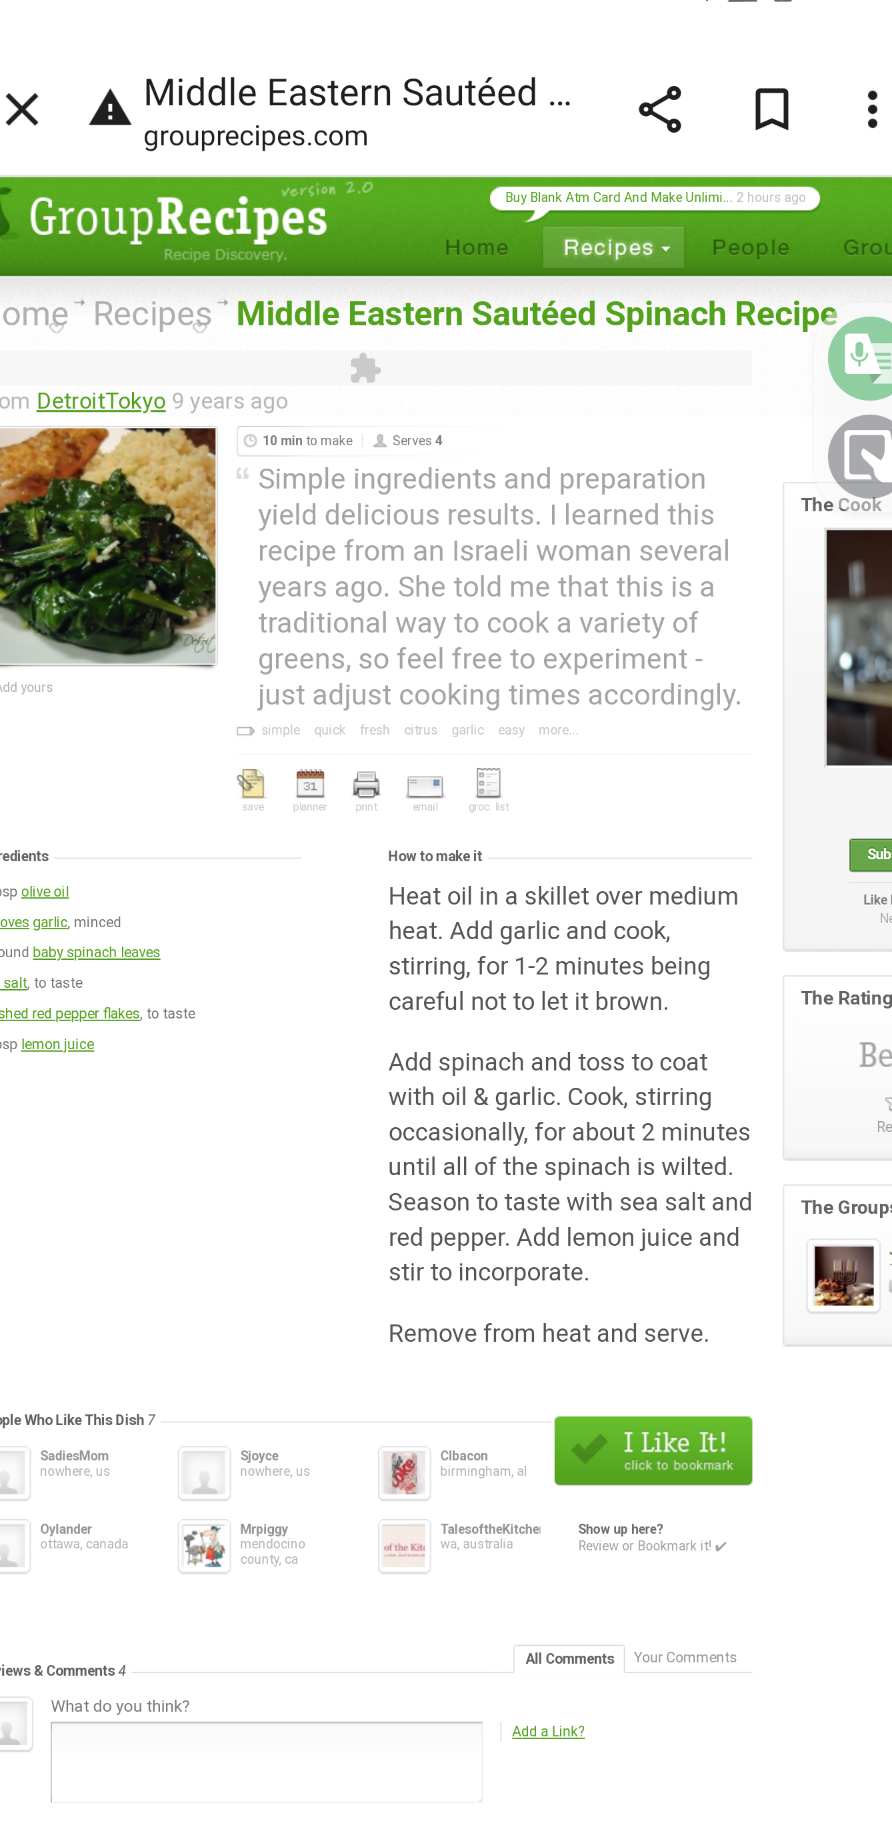 Middle Eastern Sautéed ...
grouprecipes.com
version 2.0
GroupRecipes
Recipe Discovery.
Buy Blank Atm Card And Make Unlimi... 2 hours ago
Home Recipes People Grou
ome Recipes Middle Eastern Sautéed Spinach Recipe
om DetroitTokyo 9 years ago
10 min to make Serves 4
Simple ingredients and preparation
yield delicious results. I learned this
recipe from an Israeli woman several
years ago. She told me that this is a
traditional way to cook a variety of
greens, so feel free to experiment -
just adjust cooking times accordingly.
Add yours
simple quick fresh citrus garlic easy more...
31
save planner print email groc. list
The Cook
Sub
Like
Ne
redients
osp olive oil
oves garlic, minced
ound baby spinach leaves
salt, to taste
shed red pepper flakes, to taste
osp lemon juice
How to make it
Heat oil in a skillet over medium
heat. Add garlic and cook,
stirring, for 1-2 minutes being
careful not to let it brown.
Add spinach and toss to coat
with oil & garlic. Cook, stirring
occasionally, for about 2 minutes
until all of the spinach is wilted.
Season to taste with sea salt and
red pepper. Add lemon juice and
stir to incorporate.
Remove from heat and serve.
The Rating
Be
Re
The Groups
ople Who Like This Dish 7
I Like It!
click to bookmark
SadiesMom
nowhere, us
Sjoyce
nowhere, us
Clbacon
birmingham, al
Oylander
ottawa, canada
Mrpiggy
mendocino
county, ca
TalesoftheKitche
wa, australia
Show up here?
Review or Bookmark it! ✔
views & Comments 4
All Comments Your Comments
What do you think?
Add a Link?